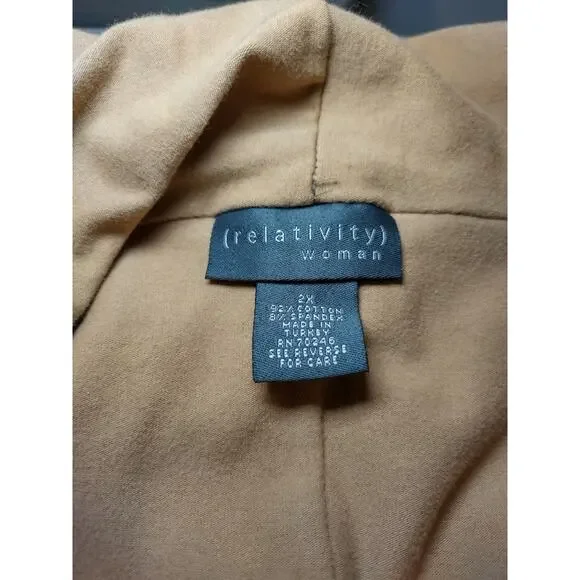 (relativity)
woman
2X
92% COTTON
8% SPANDEX
MADE IN
TURKEY
RN 70246
SEE REVERSE
FOR CARE